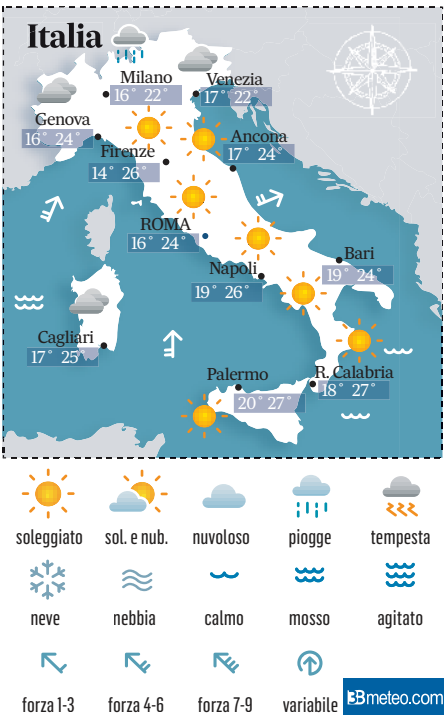 Italia
Milano
16° 22°
Venezia
17° 22°
Genova
16° 24°
Ancona
17° 24°
Firenze
14° 26°
ROMA
16° 24°
Bari
19° 24°
Napoli
19° 26°
Cagliari
17° 25°
R. Calabria
18° 27°
Palermo
20° 27°
soleggiato sol. e nub. nuvoloso piogge tempesta
neve nebbia calmo mosso agitato
forza 1-3 forza 4-6 forza 7-9 variabile
3Bmeteo.com